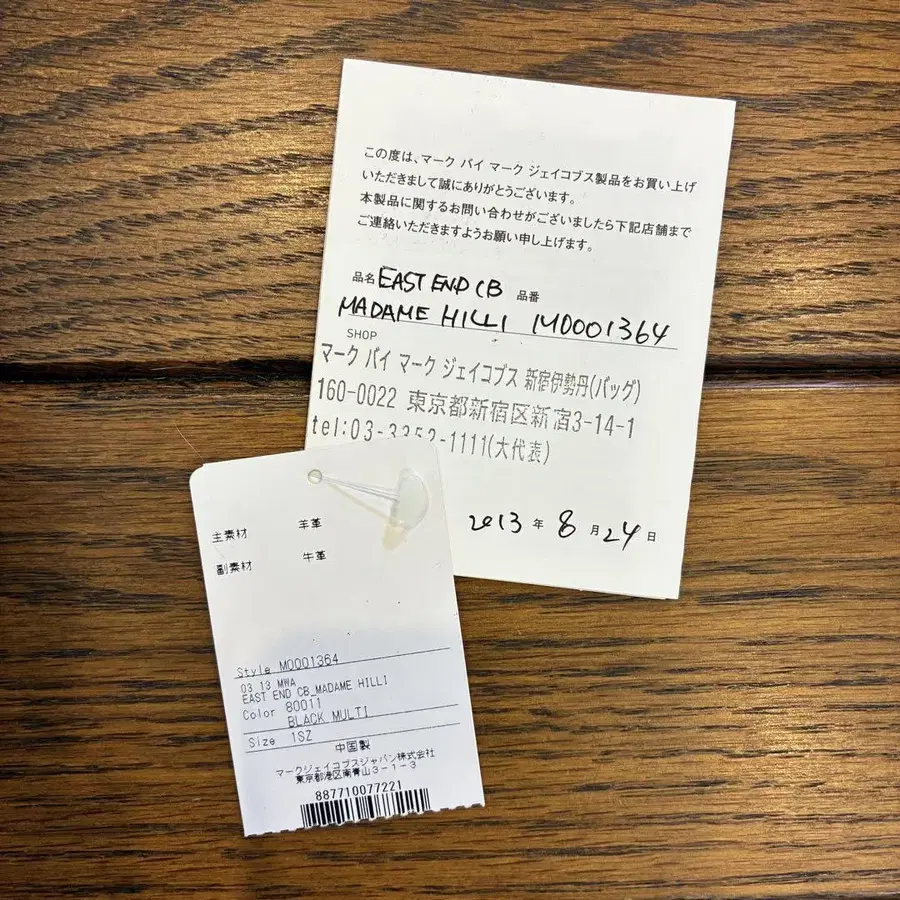 この度は、マーク バイ マーク ジェイコブス製品をお買い上げ
いただきまして誠にありがとうございます。
本製品に関するお問い合わせがございましたら下記店舗まで
ご連絡いただきますようお願い申し上げます。
品名 EAST END CB 品番
MADAME HILLI M0001364
SHOP
マーク バイ マーク ジェイコブス 新宿伊勢丹(バッグ)
160-0022 東京都新宿区新宿3-14-1
tel:03-3352-1111(大代表)
2013 年 8 月 24 日
主素材 羊革
副素材 牛革
Style M0001364
03 13 MWA
EAST END CB_MADAME HILLI
Color 80011
BLACK MULTI
Size 1SZ
中国製
マークジェイコブスジャパン株式会社
東京都港区南青山3-1-3
887710077221